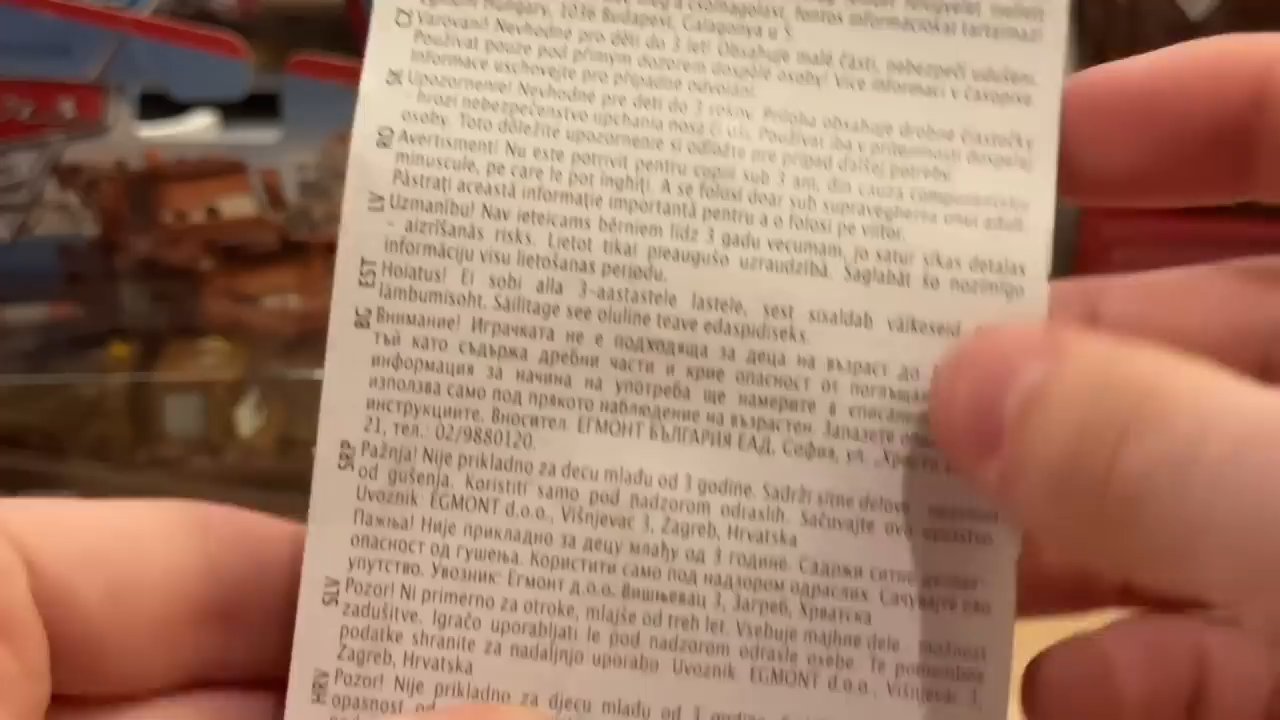 Egmont Hungary, 1036 Budapest, Calagonya u 5.
CZ Varování! Nevhodné pro děti do 3 let! Obsahuje malé části, nebezpečí udušení.
Používat pouze pod přímým dozorem dospělé osoby! Více informací v časopise.
Informace uschovejte pro případné odvolání.
SK Upozornenie! Nevhodné pre deti do 3 rokov. Príloha obsahuje drobné čiastočky
hrozí nebezpečenstvo upchania nosa či uší. Používať iba v prítomnosti dospelej
osoby. Toto dôležité upozornenie si odložte pre prípad ďalšej potreby.
RO Avertisment! Nu este potrivit pentru copiii sub 3 ani, din cauza componentelor
minuscule, pe care le pot înghiți. A se folosi doar sub supravegherea unui adult.
Păstrați această informație importantă pentru a o folosi pe viitor.
LV Uzmanību! Nav ieteicams bērniem līdz 3 gadu vecumam, jo satur sīkas detaļas
– aizrīšanās risks. Lietot tikai pieaugušo uzraudzībā. Saglabāt šo nozīmīgo
informāciju visu lietošanas periodu.
EST Hoiatus! Ei sobi alla 3-aastastele lastele, sest sisaldab väikeseid
lämbumisoht. Säilitage see oluline teave edaspidiseks.
BG Внимание! Играчката не е подходяща за деца на възраст до
тъй като съдържа дребни части и крие опасност от поглъщане
информация за начина на употреба ще намерите в списание
използва само под прякото наблюдение на възрастен. Запазете
инструкциите. Вносител: ЕГМОНТ БЪЛГАРИЯ ЕАД, София, ул. „Христо
21, тел.: 02/9880120.
SRP Pažnja! Nije prikladno za decu mlađu od 3 godine. Sadrži sitne delove,
od gušenja. Koristiti samo pod nadzorom odraslih. Sačuvajte ovo uputstvo
Uvoznik: EGMONT d.o.o., Višnjevac 3, Zagreb, Hrvatska
Пажња! Није прикладно за децу млађу од 3 године. Садржи ситне делове
опасност од гушења. Користити само под надзором одраслих. Сачувајте ово
упутство. Увозник: Егмонт д.о.о. Вишњевац 3, Загреб, Хрватска
SLV Pozor! Ni primerno za otroke, mlajše od treh let. Vsebuje majhne dele, možnost
zadušitve. Igračo uporabljati le pod nadzorom odrasle osebe. Te pomembne
podatke shranite za nadaljnjo uporabo Uvoznik: EGMONT d.o.o., Višnjevac 3,
Zagreb, Hrvatska
HRV Pozor! Nije prikladno za djecu mlađu od 3 godine.
opasnost od